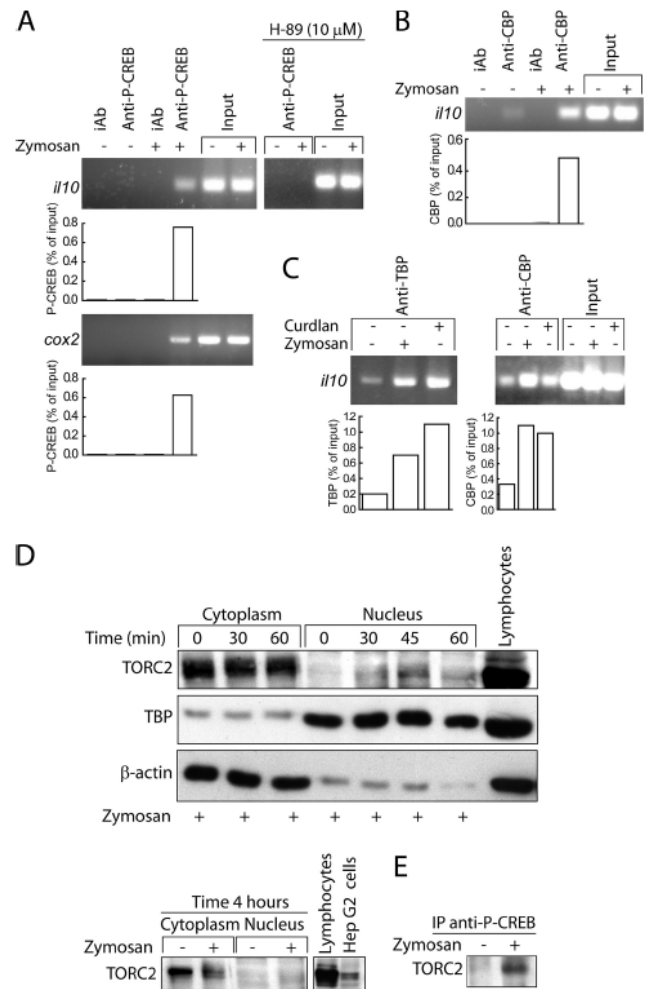 A
H-89 (10 μM)
iAb
Anti-P-CREB
iAb
Anti-P-CREB
Input
Anti-P-CREB
Input
Zymosan - - + + - + - + - +
il10
P-CREB (% of input)
0.8
0.6
0.4
0.2
0.0
cox2
P-CREB (% of input)
0.8
0.6
0.4
0.2
0.0
B
iAb
Anti-CBP
iAb
Anti-CBP
Input
Zymosan - - + + - +
il10
CBP (% of input)
0.6
0.4
0.2
0.0
C
Anti-TBP
Anti-CBP
Input
Curdlan - - + - - + - - +
Zymosan - + - + - +
il10
TBP (% of input)
1.2
1.0
0.8
0.6
0.4
0.2
0.0
CBP (% of input)
1.2
1.0
0.8
0.6
0.4
0.2
0.0
D
Cytoplasm Nucleus
Lymphocytes
Time (min) 0 30 60 0 30 45 60
TORC2
TBP
β-actin
Zymosan + + + + + + +
Time 4 hours
Cytoplasm Nucleus
Lymphocytes
Hep G2 cells
Zymosan - + - +
TORC2
E
IP anti-P-CREB
Zymosan - +
TORC2